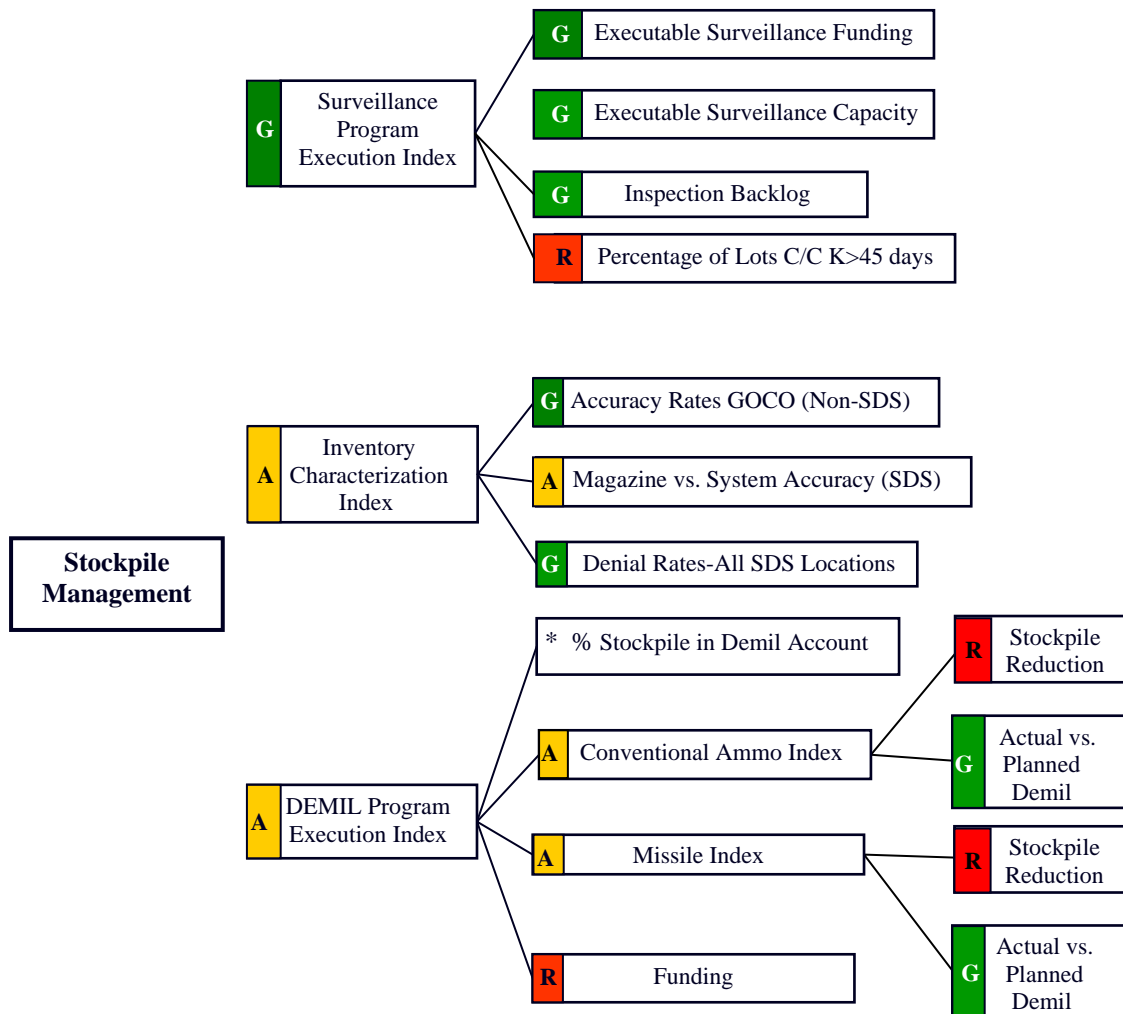 Stockpile
Management
G
Surveillance
Program
Execution Index
G
Executable Surveillance Funding
G
Executable Surveillance Capacity
G
Inspection Backlog
R
Percentage of Lots C/C K>45 days
A
Inventory
Characterization
Index
G
Accuracy Rates GOCO (Non-SDS)
A
Magazine vs. System Accuracy (SDS)
G
Denial Rates-All SDS Locations
A
DEMIL Program
Execution Index
* % Stockpile in Demil Account
A
Conventional Ammo Index
R
Stockpile
Reduction
G
Actual vs.
Planned
Demil
A
Missile Index
R
Stockpile
Reduction
G
Actual vs.
Planned
Demil
R
Funding